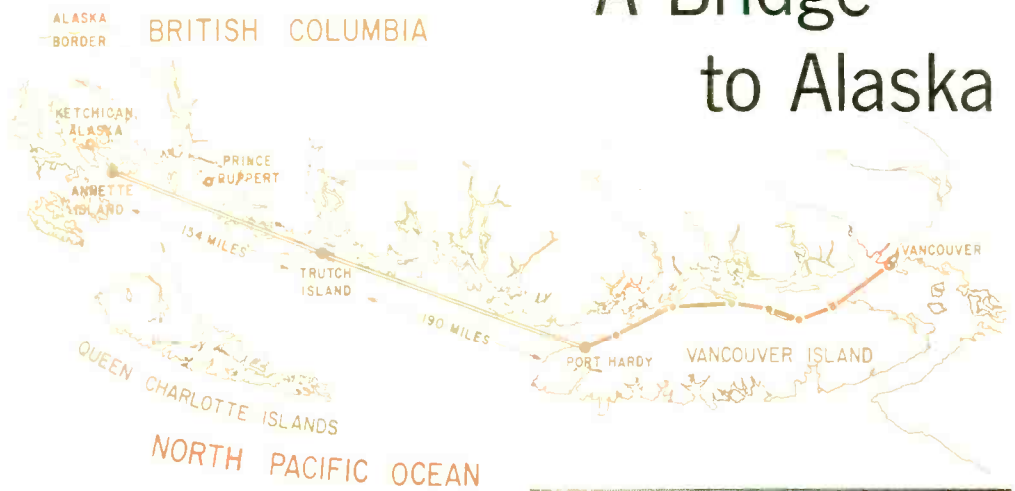 A Bridge
to Alaska
ALASKA
BORDER
BRITISH COLUMBIA
KETCHICAN,
ALASKA
PRINCE
RUPPERT
ANNETTE
ISLAND
134 MILES
TRUTCH
ISLAND
190 MILES
VANCOUVER
PORT HARDY
VANCOUVER ISLAND
QUEEN CHARLOTTE ISLANDS
NORTH PACIFIC OCEAN